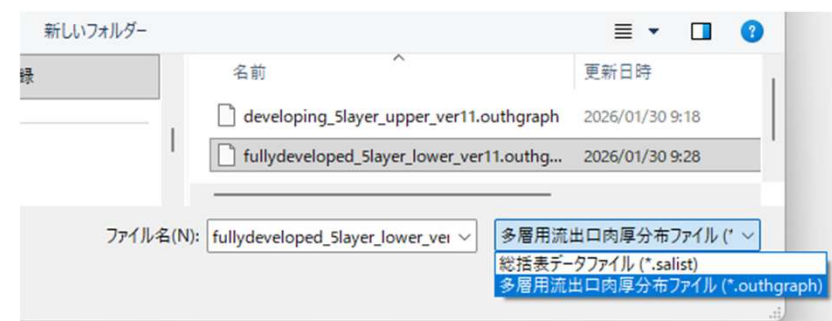 新しいフォルダー
録
名前
更新日時
developing_5layer_upper_ver11.outhgraph 2026/01/30 9:18
fullydeveloped_5layer_lower_ver11.outhg... 2026/01/30 9:28
ファイル名(N): fullydeveloped_5layer_lower_ver 多層用流出口肉厚分布ファイル (*
総括表データファイル (*.salist)
多層用流出口肉厚分布ファイル (*.outhgraph)